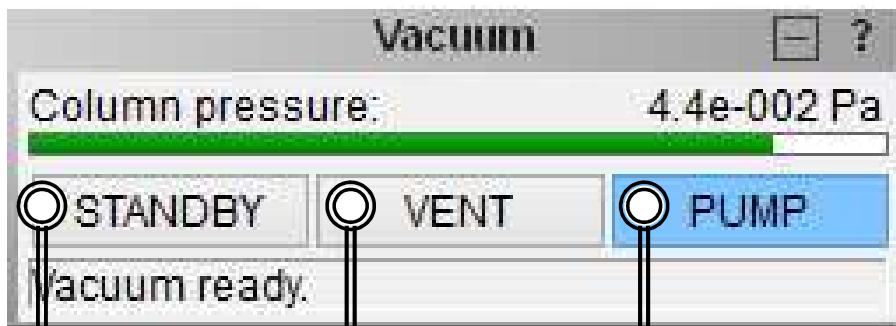 Vacuum ?
Column pressure: 4.4e-002 Pa
STANDBY VENT PUMP
Vacuum ready.